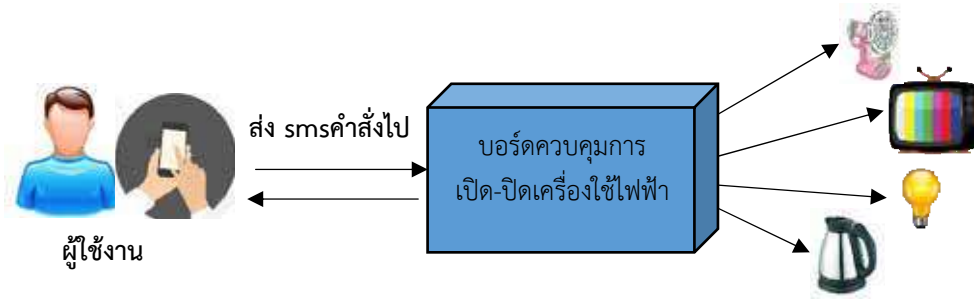 ส่ง smsคำสั่งไป
บอร์ดควบคุมการ
เปิด-ปิดเครื่องใช้ไฟฟ้า
ผู้ใช้งาน